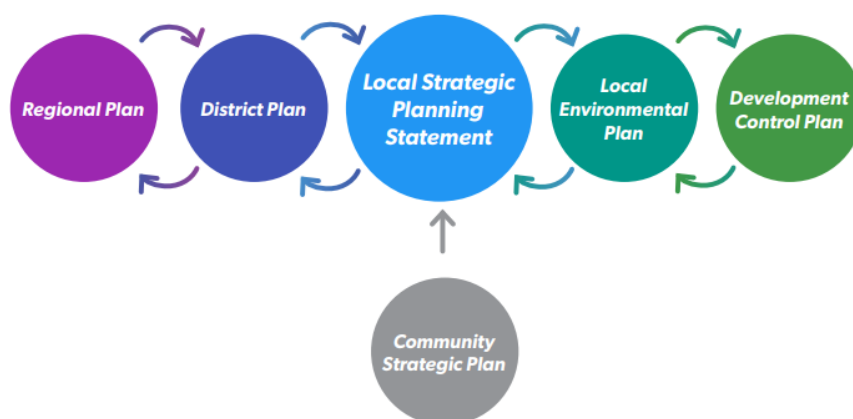 Regional Plan
District Plan
Local Strategic
Planning
Statement
Local
Environmental
Plan
Development
Control Plan
Community
Strategic Plan